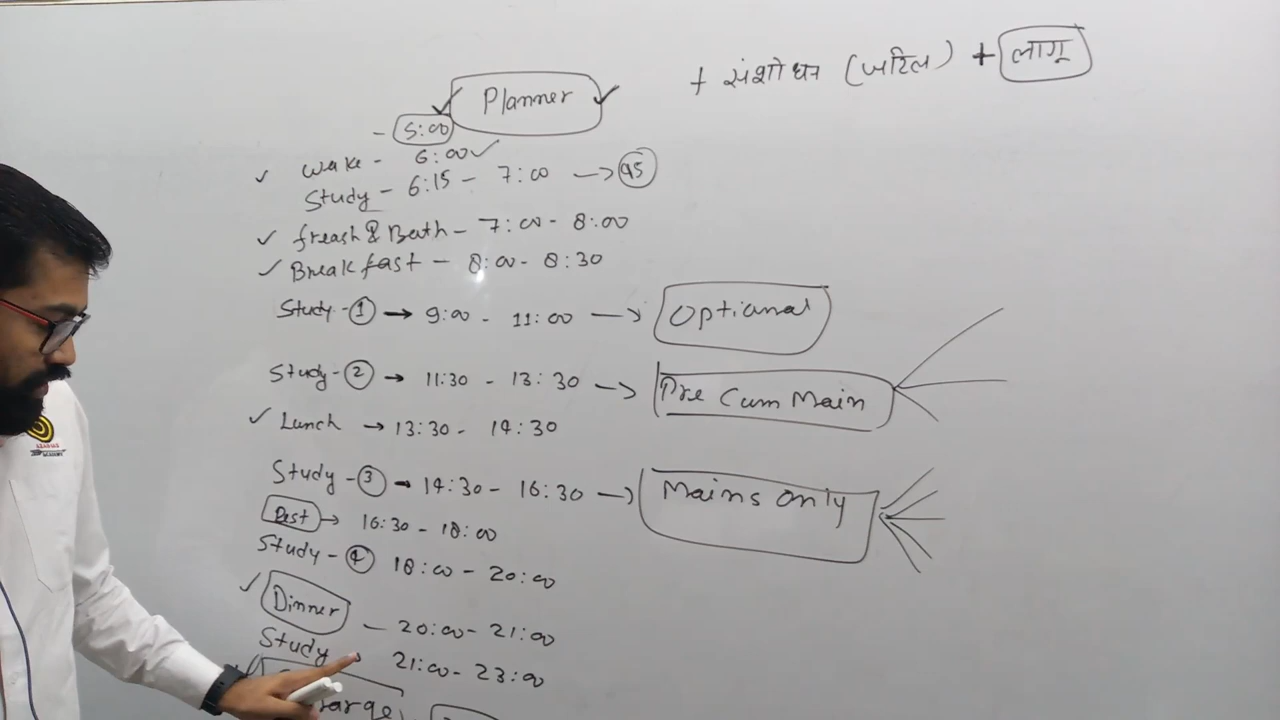 + संशोधन (जटिल) + लागू
Planner
- 5:00
wake - 6:00
Study - 6:15 - 7:00 → 45
freash & Bath - 7:00 - 8:00
Breakfast - 8:00 - 8:30
Study - 1 → 9:00 - 11:00 → Optional
Study - 2 → 11:30 - 13:30 → Pre Cum Main
Lunch → 13:30 - 14:30
Study - 3 → 14:30 - 16:30 → Mains Only
Rest → 16:30 - 18:00
Study - 4 18:00 - 20:00
Dinner - 20:00 - 21:00
Study 21:00 - 23:00